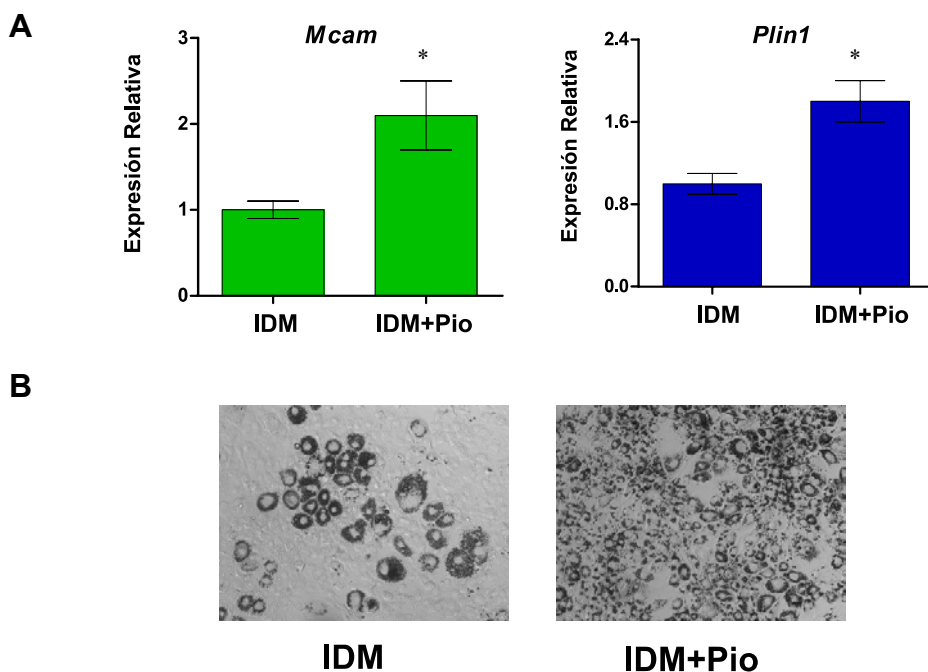 A
Mcam
Expresión Relativa
3
2
1
0
*
IDM
IDM+Pio
Plin1
Expresión Relativa
2.4
1.6
0.8
0.0
*
IDM
IDM+Pio
B
IDM
IDM+Pio